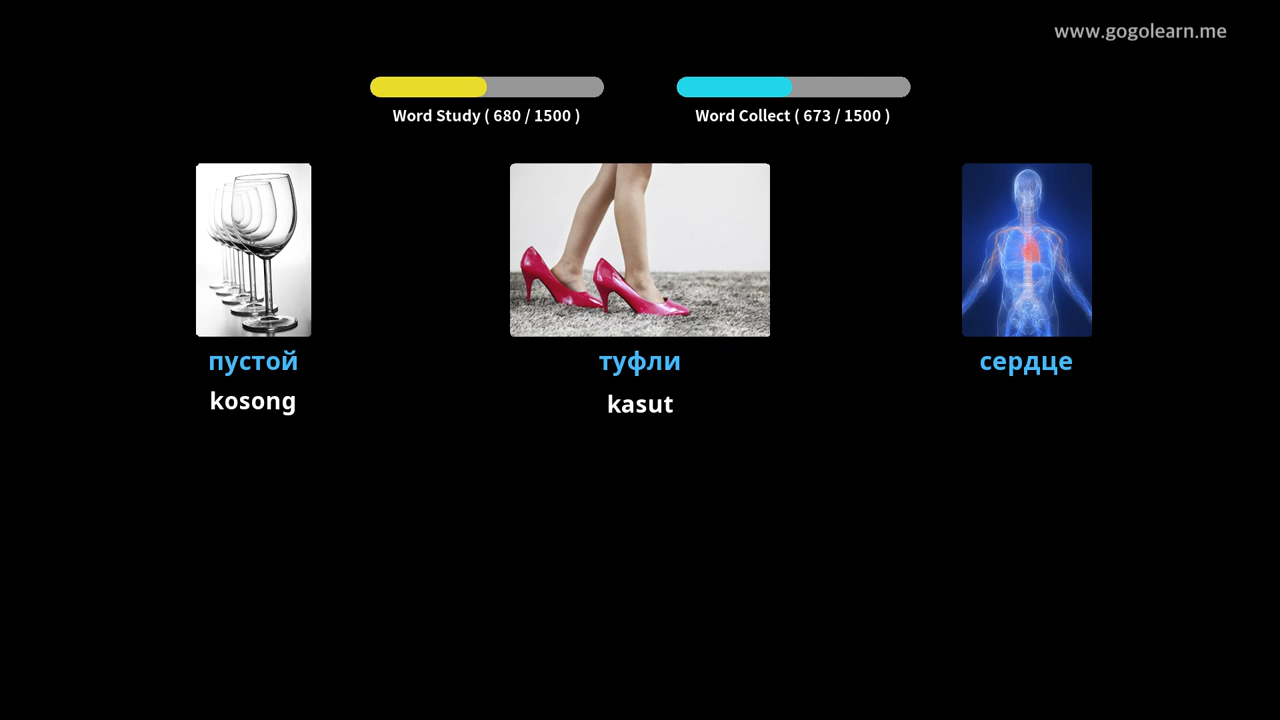 www.gogolearn.me
Word Study ( 680 / 1500 )
Word Collect ( 673 / 1500 )
пустой
kosong
туфли
kasut
сердце